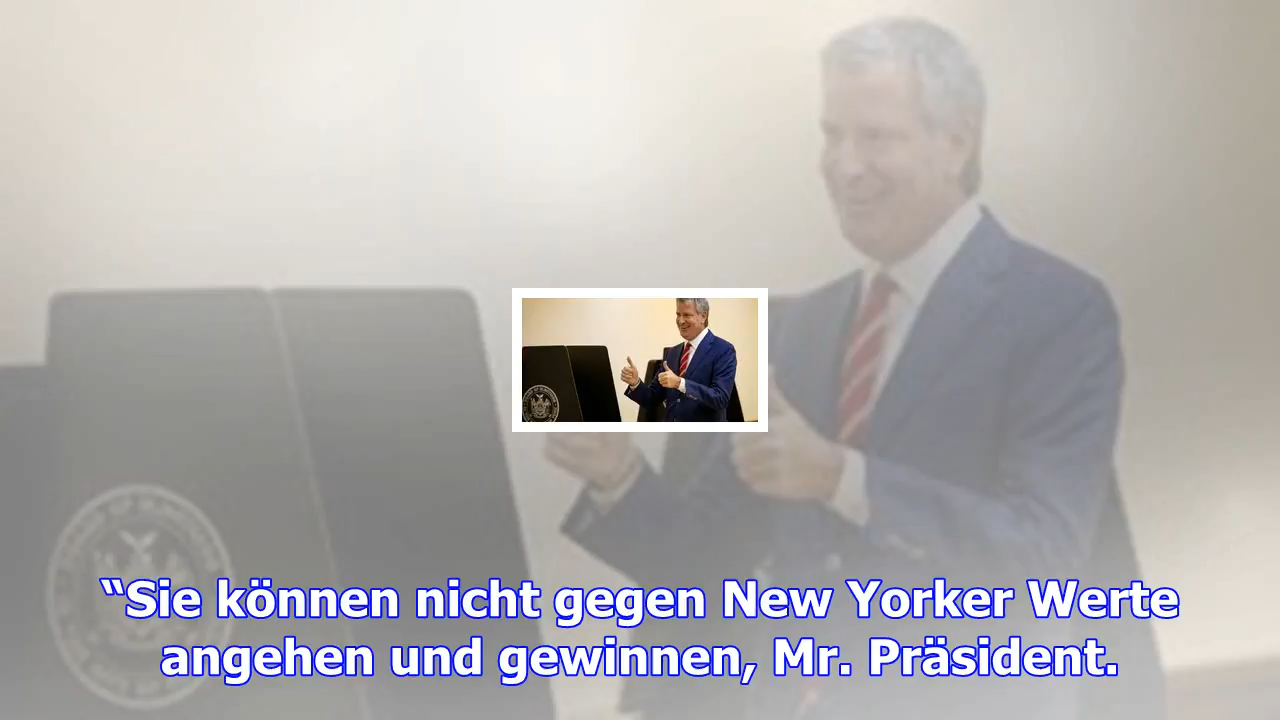 “Sie können nicht gegen New Yorker Werte
angehen und gewinnen, Mr. Präsident.